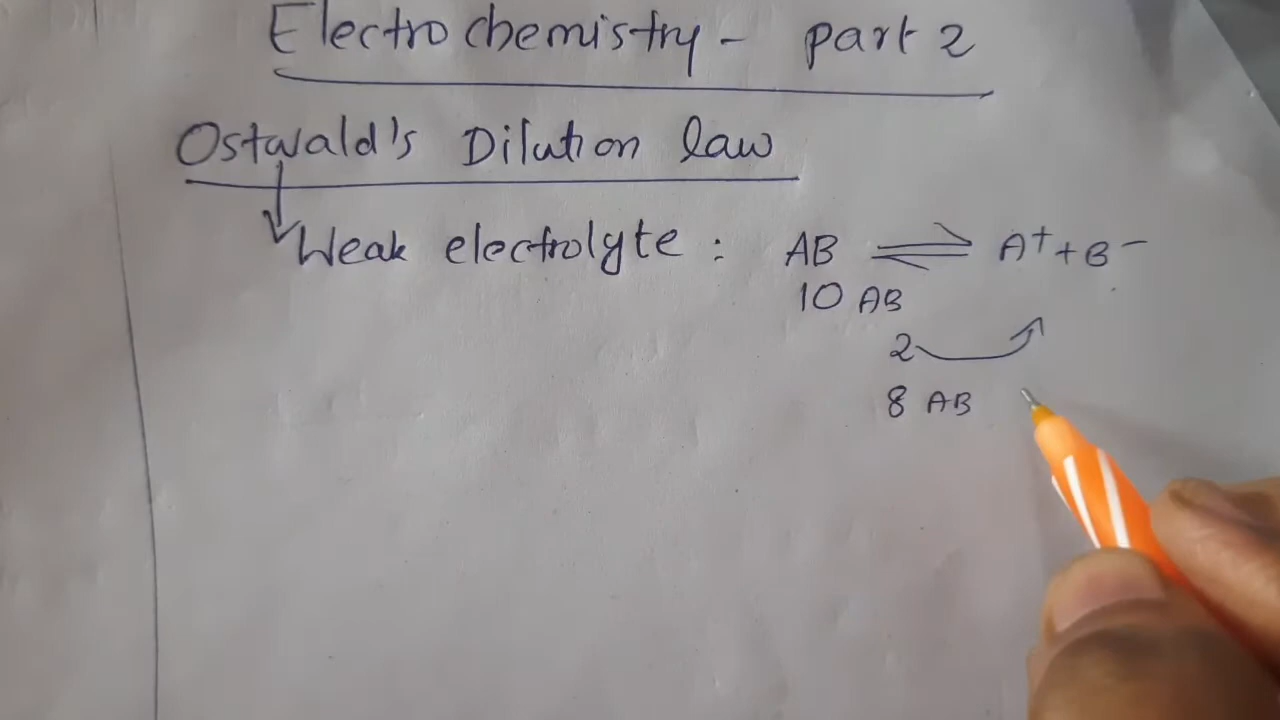 Electrochemistry - part 2
Ostwald's Dilution law
Weak electrolyte : AB ⇌ A⁺ + B⁻
10 AB
2
8 AB